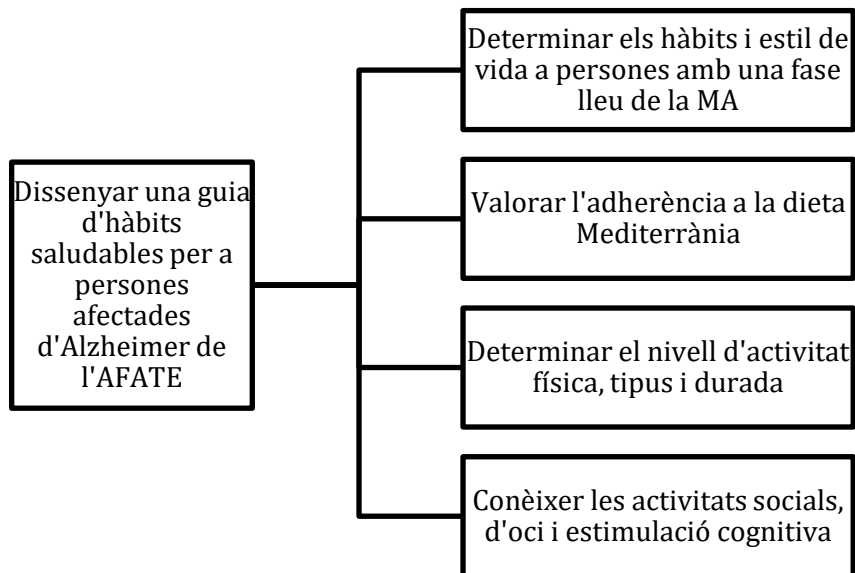 Dissenyar una guia
d'hàbits
saludables per a
persones
afectades
d'Alzheimer de
l'AFATE
Determinar els hàbits i estil de
vida a persones amb una fase
lleu de la MA
Valorar l'adherència a la dieta
Mediterrània
Determinar el nivell d'activitat
física, tipus i durada
Conèixer les activitats socials,
d'oci i estimulació cognitiva